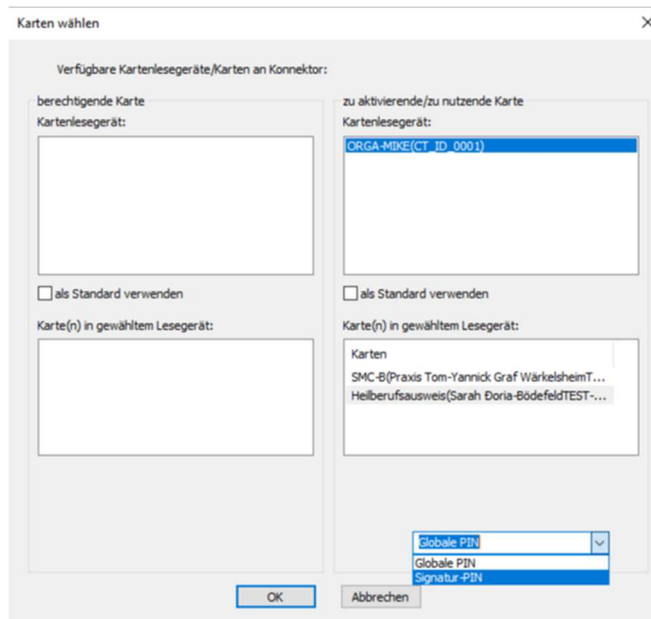 Karten wählen
Verfügbare Kartenlesegeräte/Karten an Konnektor:
berechtigende Karte
Kartenlesegerät:
als Standard verwenden
Karte(n) in gewähltem Lesegerät:
zu aktivierende/zu nutzende Karte
Kartenlesegerät:
ORGA-MIKE(CT_ID_0001)
als Standard verwenden
Karte(n) in gewähltem Lesegerät:
Karten
SMC-B(Praxis Tom-Yannick Graf WärkelsheimT...
Heilberufsausweis(Sarah Ðoria-BödefeldTEST-...
Globale PIN
Globale PIN
Signatur-PIN
OK
Abbrechen